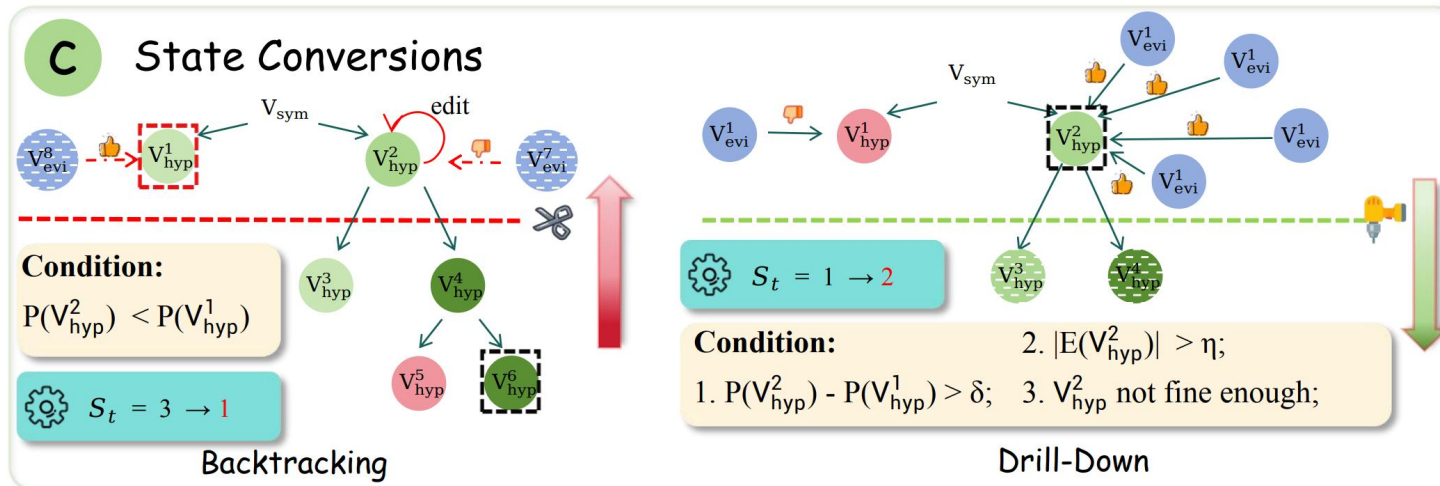 C State Conversions
V_sym
edit
V^8_evi
V^1_hyp
V^2_hyp
V^7_evi
V^3_hyp
V^4_hyp
V^5_hyp
V^6_hyp
Condition:
P(V^2_hyp) < P(V^1_hyp)
S_t = 3 → 1
Backtracking
V^1_evi
V^1_evi
V_sym
V^1_evi
V^1_hyp
V^2_hyp
V^1_evi
V^1_evi
V^3_hyp
V^4_hyp
S_t = 1 → 2
Condition: 2. |E(V^2_hyp)| > η;
1. P(V^2_hyp) - P(V^1_hyp) > δ; 3. V^2_hyp not fine enough;
Drill-Down